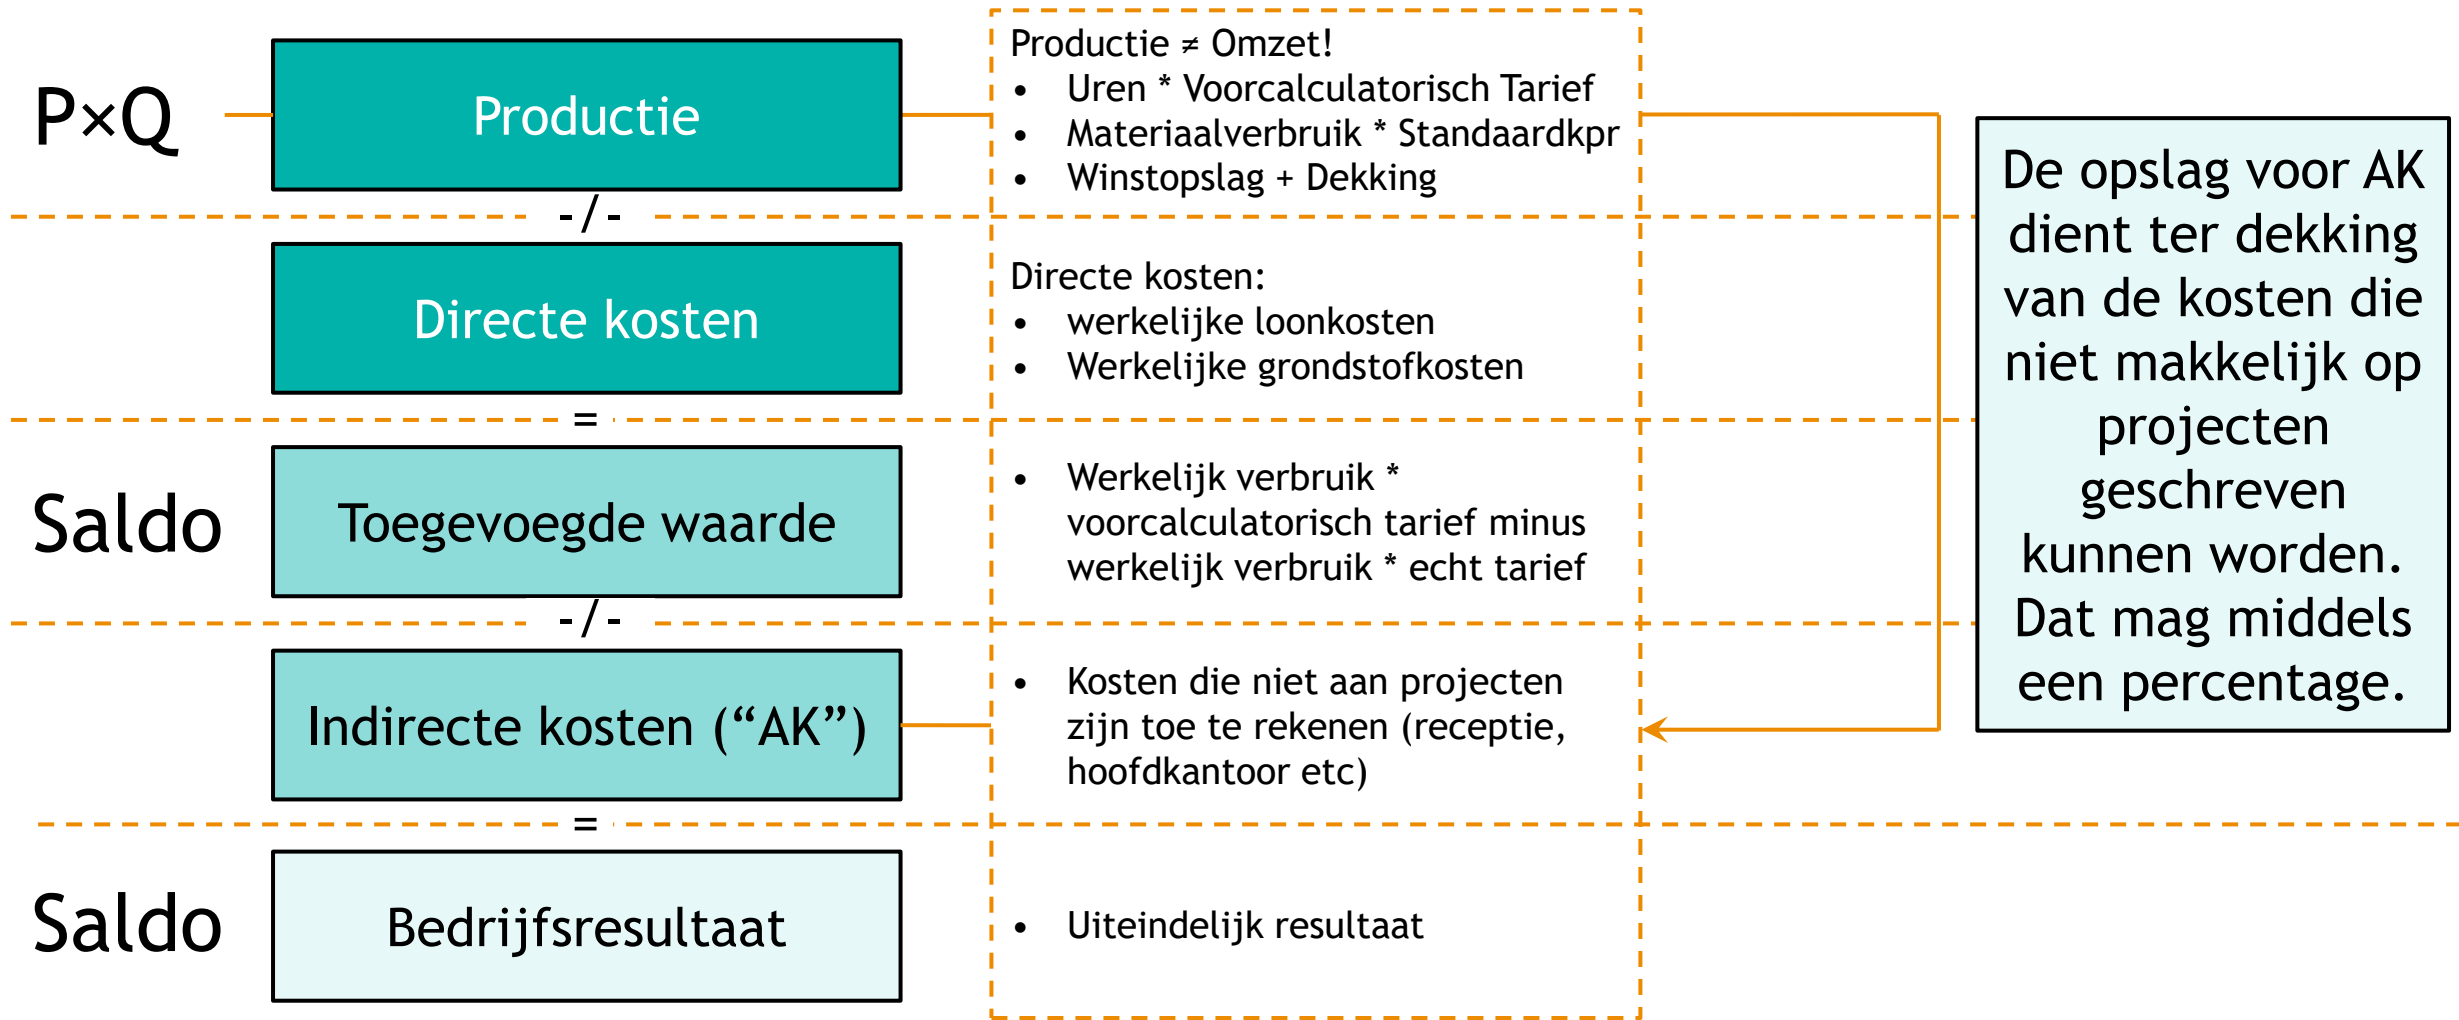 P×Q
Productie
Productie ≠ Omzet!
• Uren * Voorcalculatorisch Tarief
• Materiaalverbruik * Standaardkpr
• Winstopslag + Dekking
-/-
Directe kosten
Directe kosten:
• werkelijke loonkosten
• Werkelijke grondstofkosten
=
Saldo
Toegevoegde waarde
• Werkelijk verbruik *
voorcalculatorisch tarief minus
werkelijk verbruik * echt tarief
-/-
Indirecte kosten (“AK”)
• Kosten die niet aan projecten
zijn toe te rekenen (receptie,
hoofdkantoor etc)
=
Saldo
Bedrijfsresultaat
• Uiteindelijk resultaat
De opslag voor AK
dient ter dekking
van de kosten die
niet makkelijk op
projecten
geschreven
kunnen worden.
Dat mag middels
een percentage.